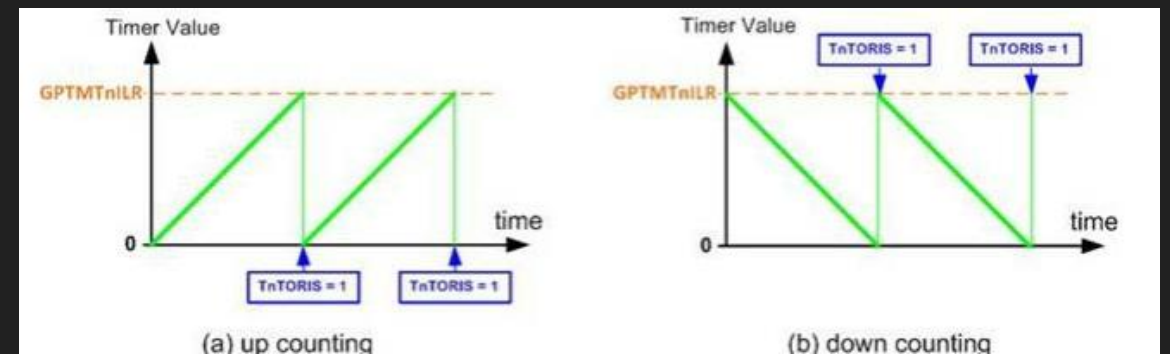 Timer Value
GPTMTnILR
0
time
TnTORIS = 1
TnTORIS = 1
(a) up counting
Timer Value
TnTORIS = 1
TnTORIS = 1
GPTMTnILR
0
time
(b) down counting